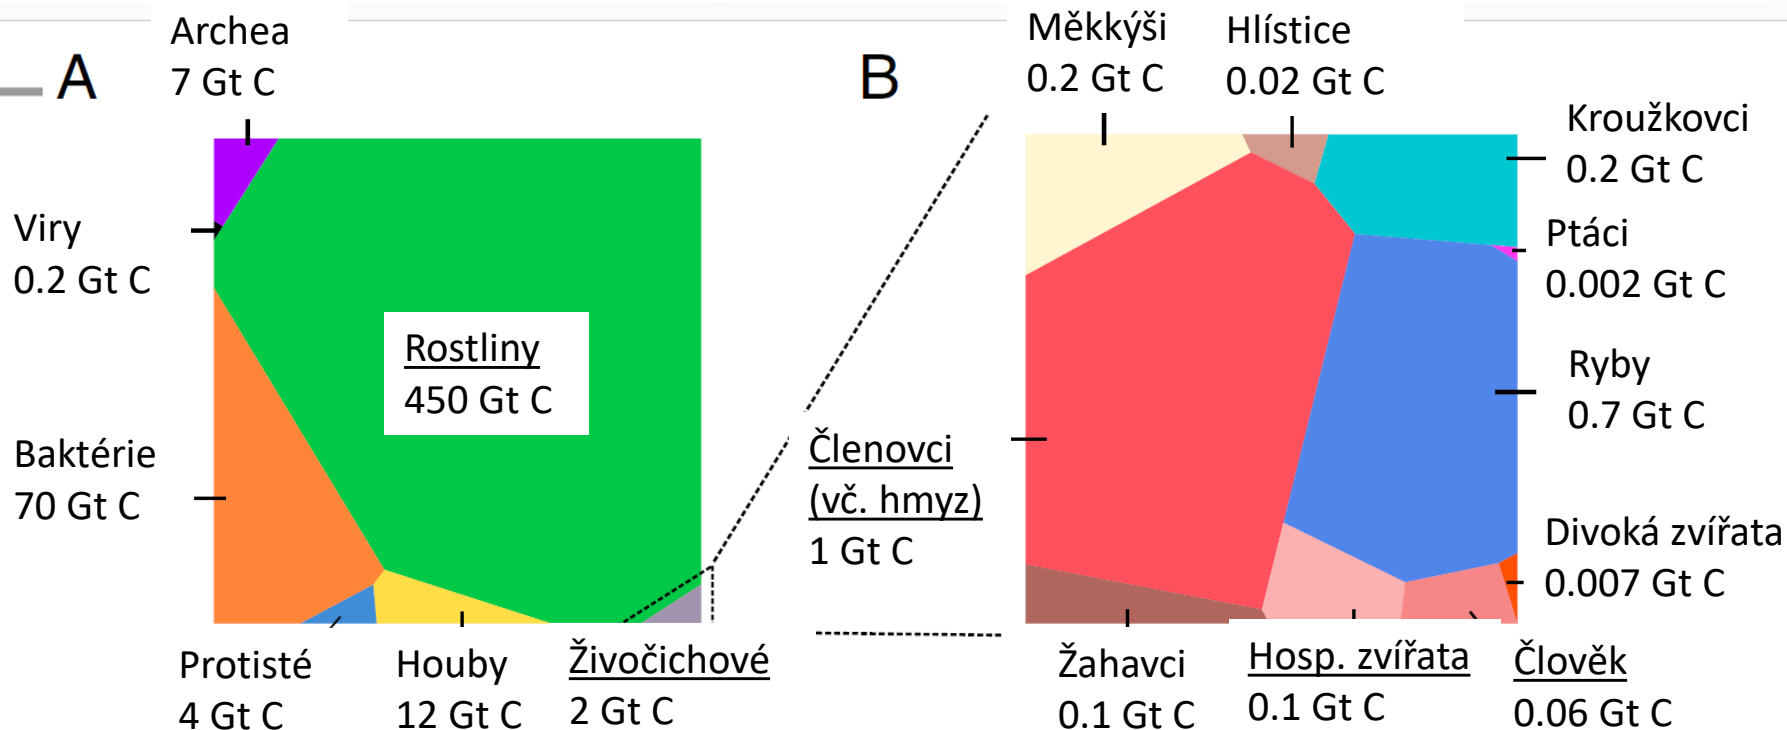 A
Archea
7 Gt C
Viry
0.2 Gt C
Rostliny
450 Gt C
Baktérie
70 Gt C
Protisté
4 Gt C
Houby
12 Gt C
Živočichové
2 Gt C
B
Měkkýši
0.2 Gt C
Hlístice
0.02 Gt C
Kroužkovci
0.2 Gt C
Ptáci
0.002 Gt C
Ryby
0.7 Gt C
Členovci
(vč. hmyz)
1 Gt C
Divoká zvířata
0.007 Gt C
Žahavci
0.1 Gt C
Hosp. zvířata
0.1 Gt C
Člověk
0.06 Gt C